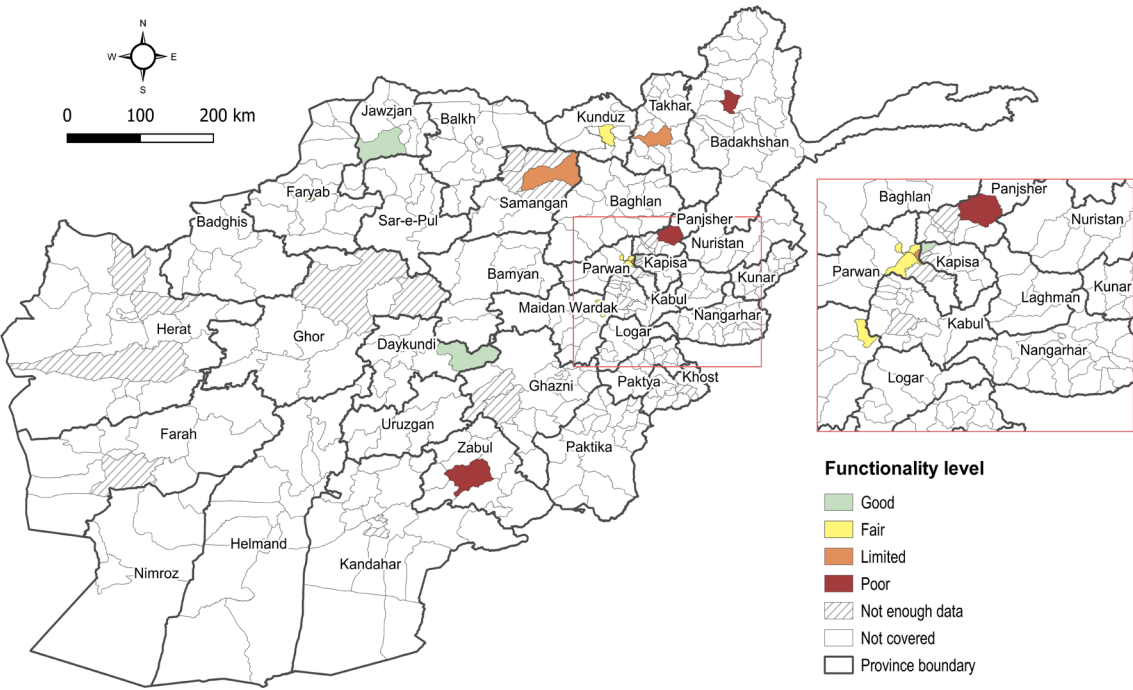 N
W E
S
0 100 200 km
Jawzjan
Balkh
Kunduz
Takhar
Badakhshan
Faryab
Samangan
Badghis
Sar-e-Pul
Baghlan
Panjsher
Nuristan
Bamyan
Parwan
Kapisa
Kunar
Maidan Wardak
Kabul
Nangarhar
Herat
Ghor
Logar
Daykundi
Ghazni
Paktya
Khost
Uruzgan
Farah
Zabul
Paktika
Helmand
Kandahar
Nimroz
Baghlan
Panjsher
Nuristan
Parwan
Kapisa
Laghman
Kunar
Kabul
Nangarhar
Logar
Functionality level
Good
Fair
Limited
Poor
Not enough data
Not covered
Province boundary